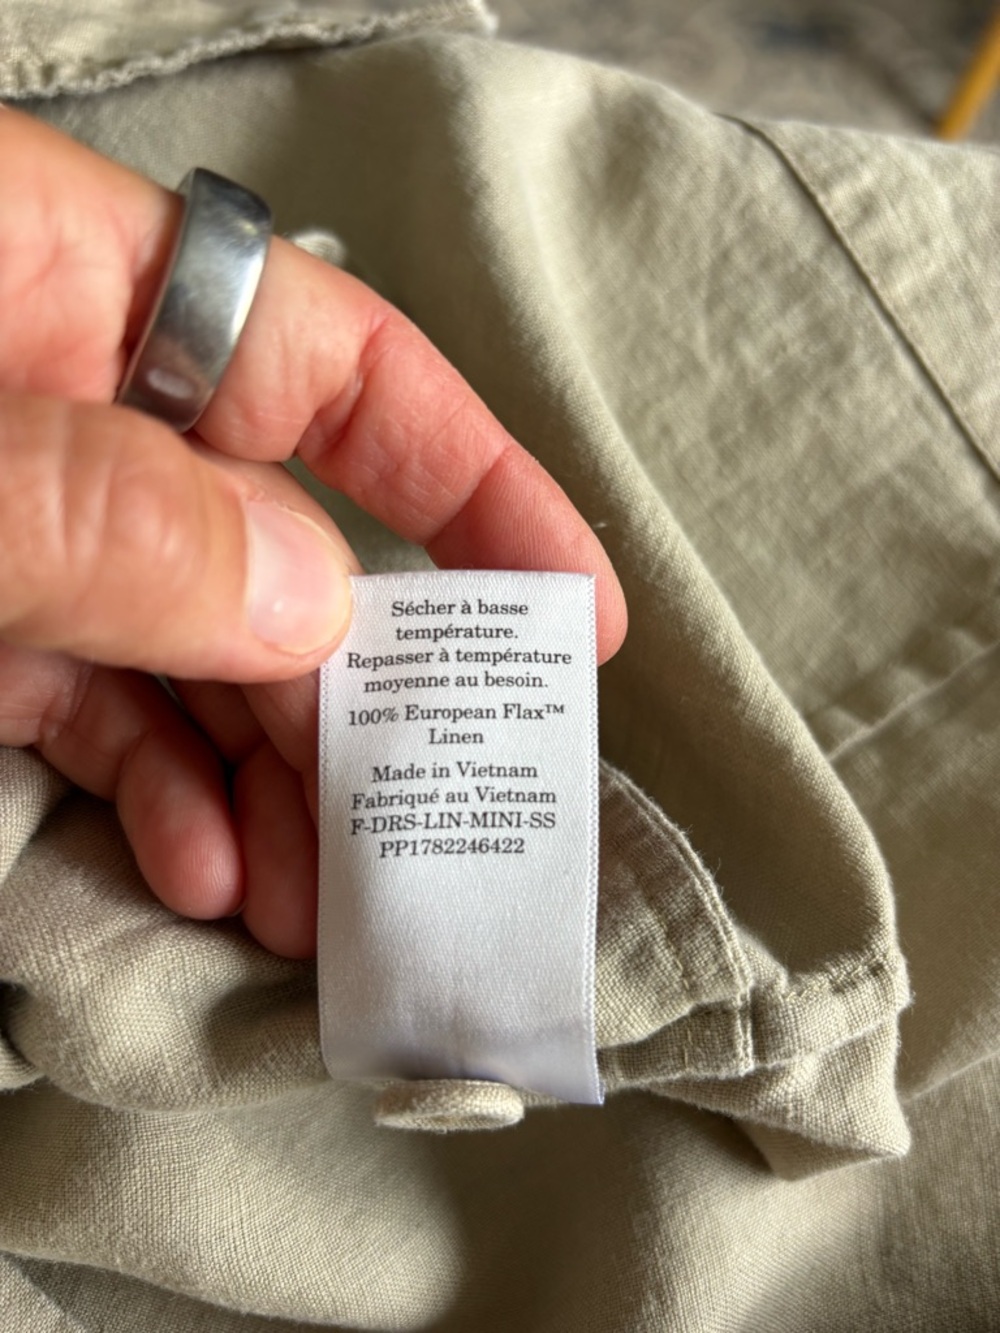 Sécher à basse
température.
Repasser à température
moyenne au besoin.
100% European Flax™
Linen
Made in Vietnam
Fabriqué au Vietnam
F-DRS-LIN-MINI-SS
PP1782246422